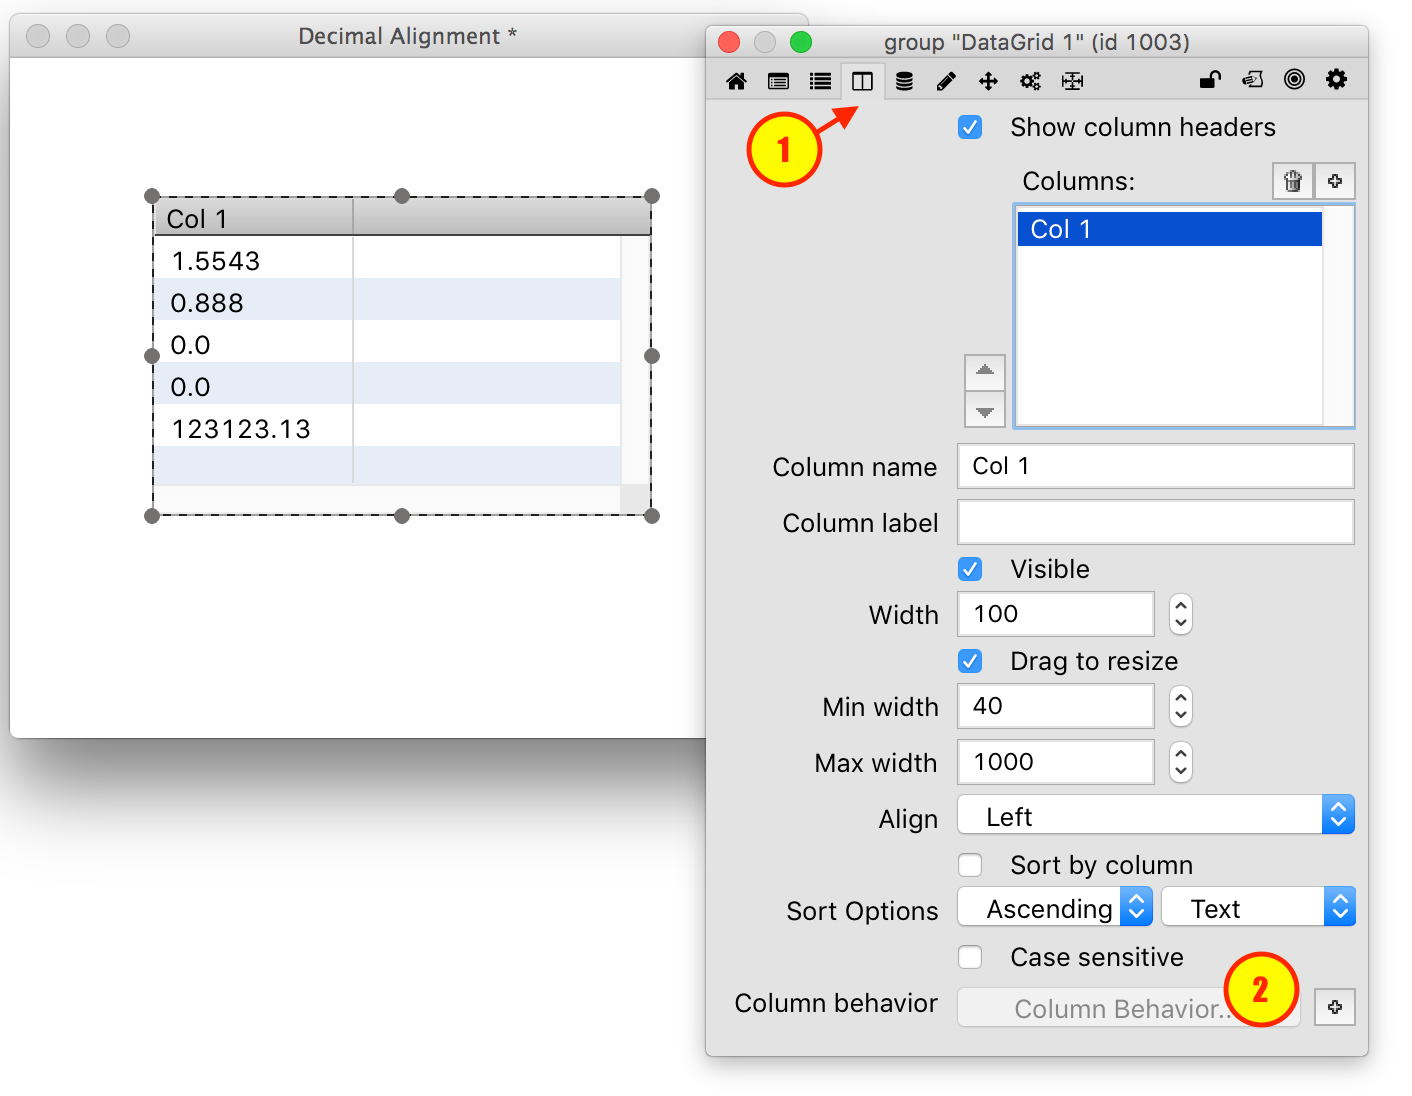 Decimal Alignment *
Col 1
1.5543
0.888
0.0
0.0
123123.13
group "DataGrid 1" (id 1003)
1
Show column headers
Columns:
Col 1
Column name
Col 1
Column label
Visible
Width
100
Drag to resize
Min width
40
Max width
1000
Align
Left
Sort by column
Sort Options
Ascending
Text
Case sensitive
2
Column behavior
Column Behavior..